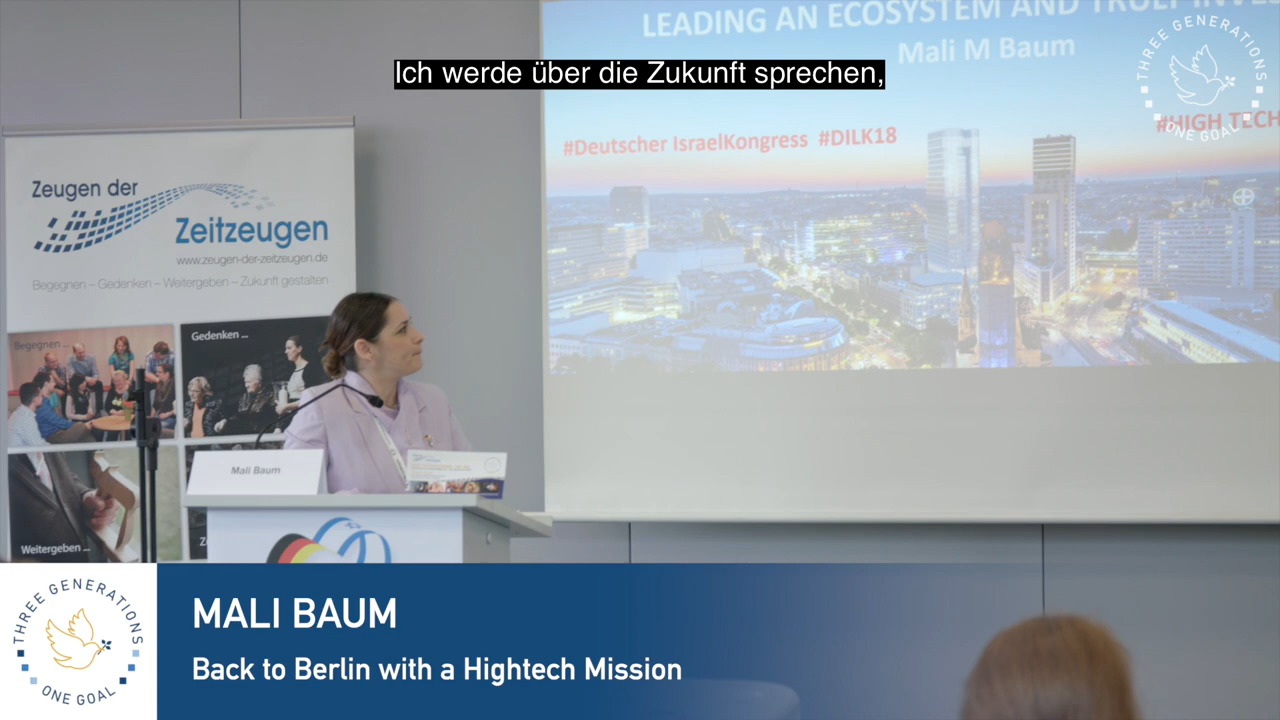 LEADING AN ECOSYSTEM AND TRULY INVES
Mali M Baum
THREE GENERATIONS
ONE GOAL
Ich werde über die Zukunft sprechen,
#Deutscher IsraelKongress #DILK18
#HIGH TECH
Zeugen der
Zeitzeugen
www.zeugen-der-zeitzeugen.de
Begegnen – Gedenken – Weitergeben – Zukunft gestalten
Begegnen ...
Gedenken ...
Mali Baum
Weitergeben ...
THREE GENERATIONS
ONE GOAL
MALI BAUM
Back to Berlin with a Hightech Mission